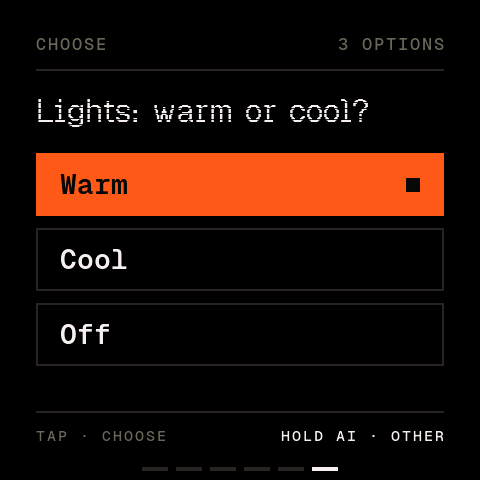 CHOOSE
3 OPTIONS
Lights: warm or cool?
Warm
Cool
Off
TAP · CHOOSE
HOLD AI · OTHER